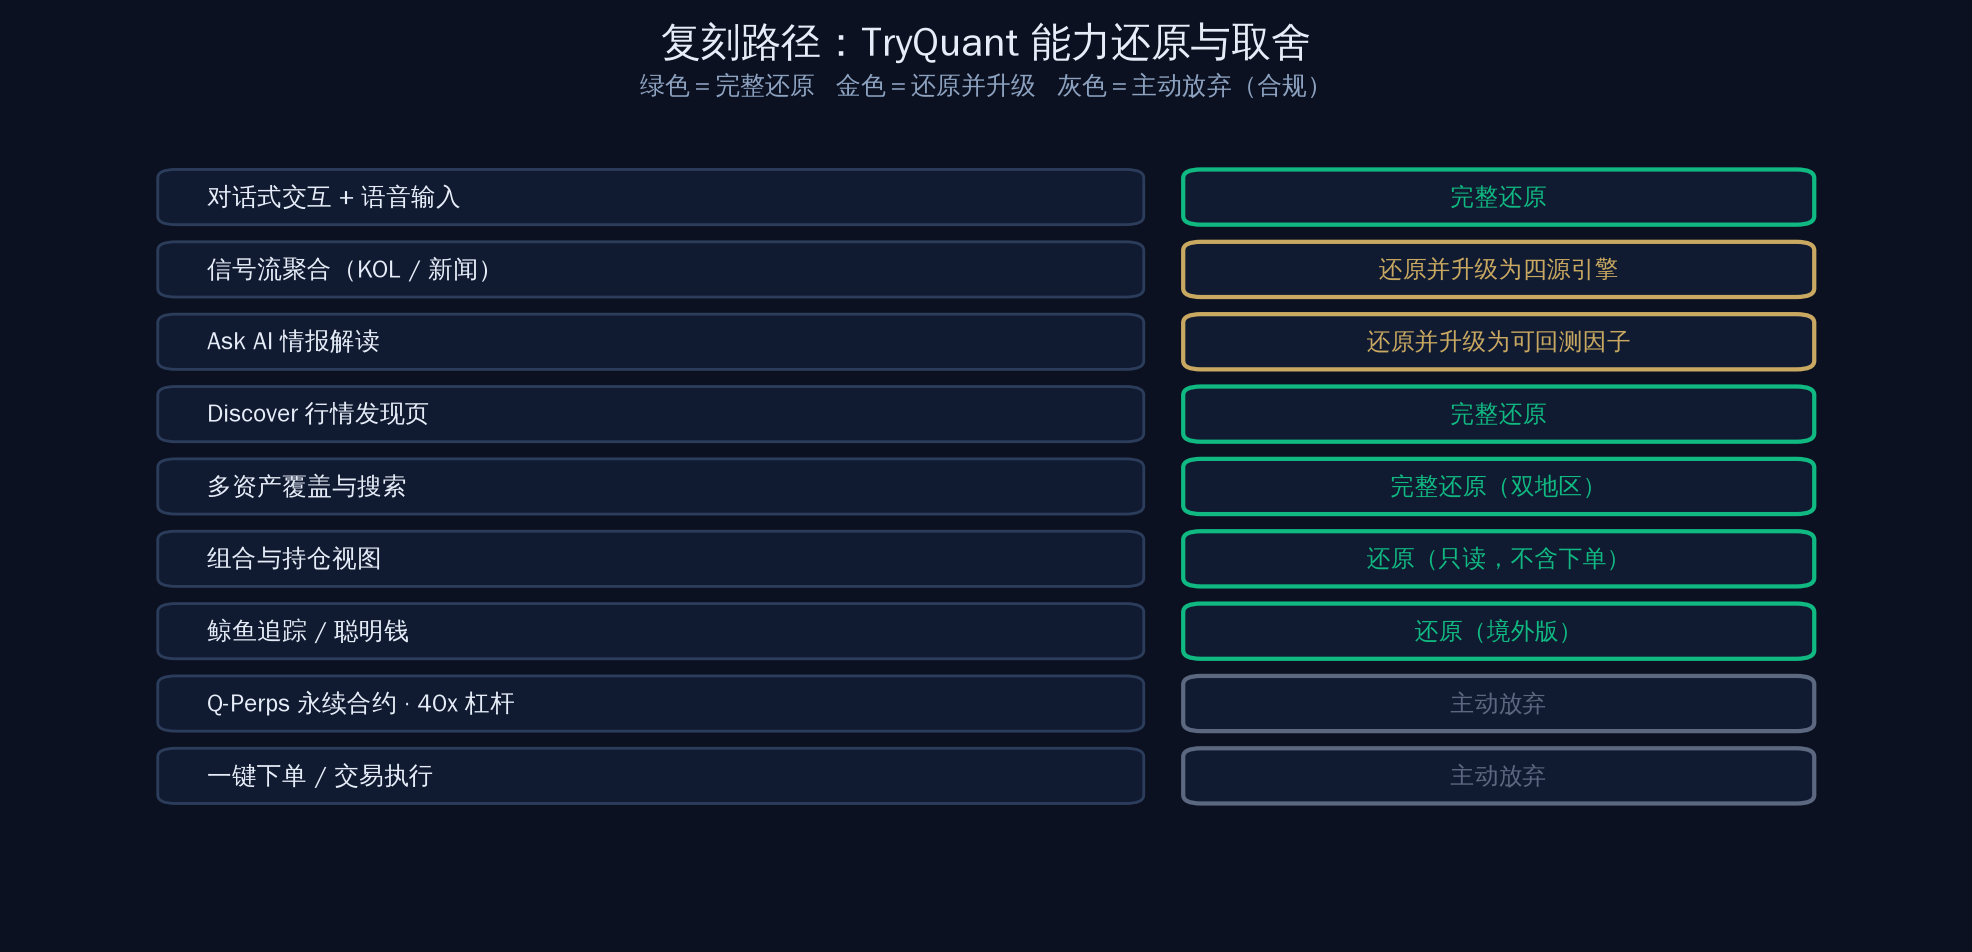 复刻路径：TryQuant 能力还原与取舍
绿色＝完整还原 金色＝还原并升级 灰色＝主动放弃（合规）
对话式交互 + 语音输入
完整还原
信号流聚合（KOL / 新闻）
还原并升级为四源引擎
Ask AI 情报解读
还原并升级为可回测因子
Discover 行情发现页
完整还原
多资产覆盖与搜索
完整还原（双地区）
组合与持仓视图
还原（只读，不含下单）
鲸鱼追踪 / 聪明钱
还原（境外版）
Q-Perps 永续合约 · 40x 杠杆
主动放弃
一键下单 / 交易执行
主动放弃